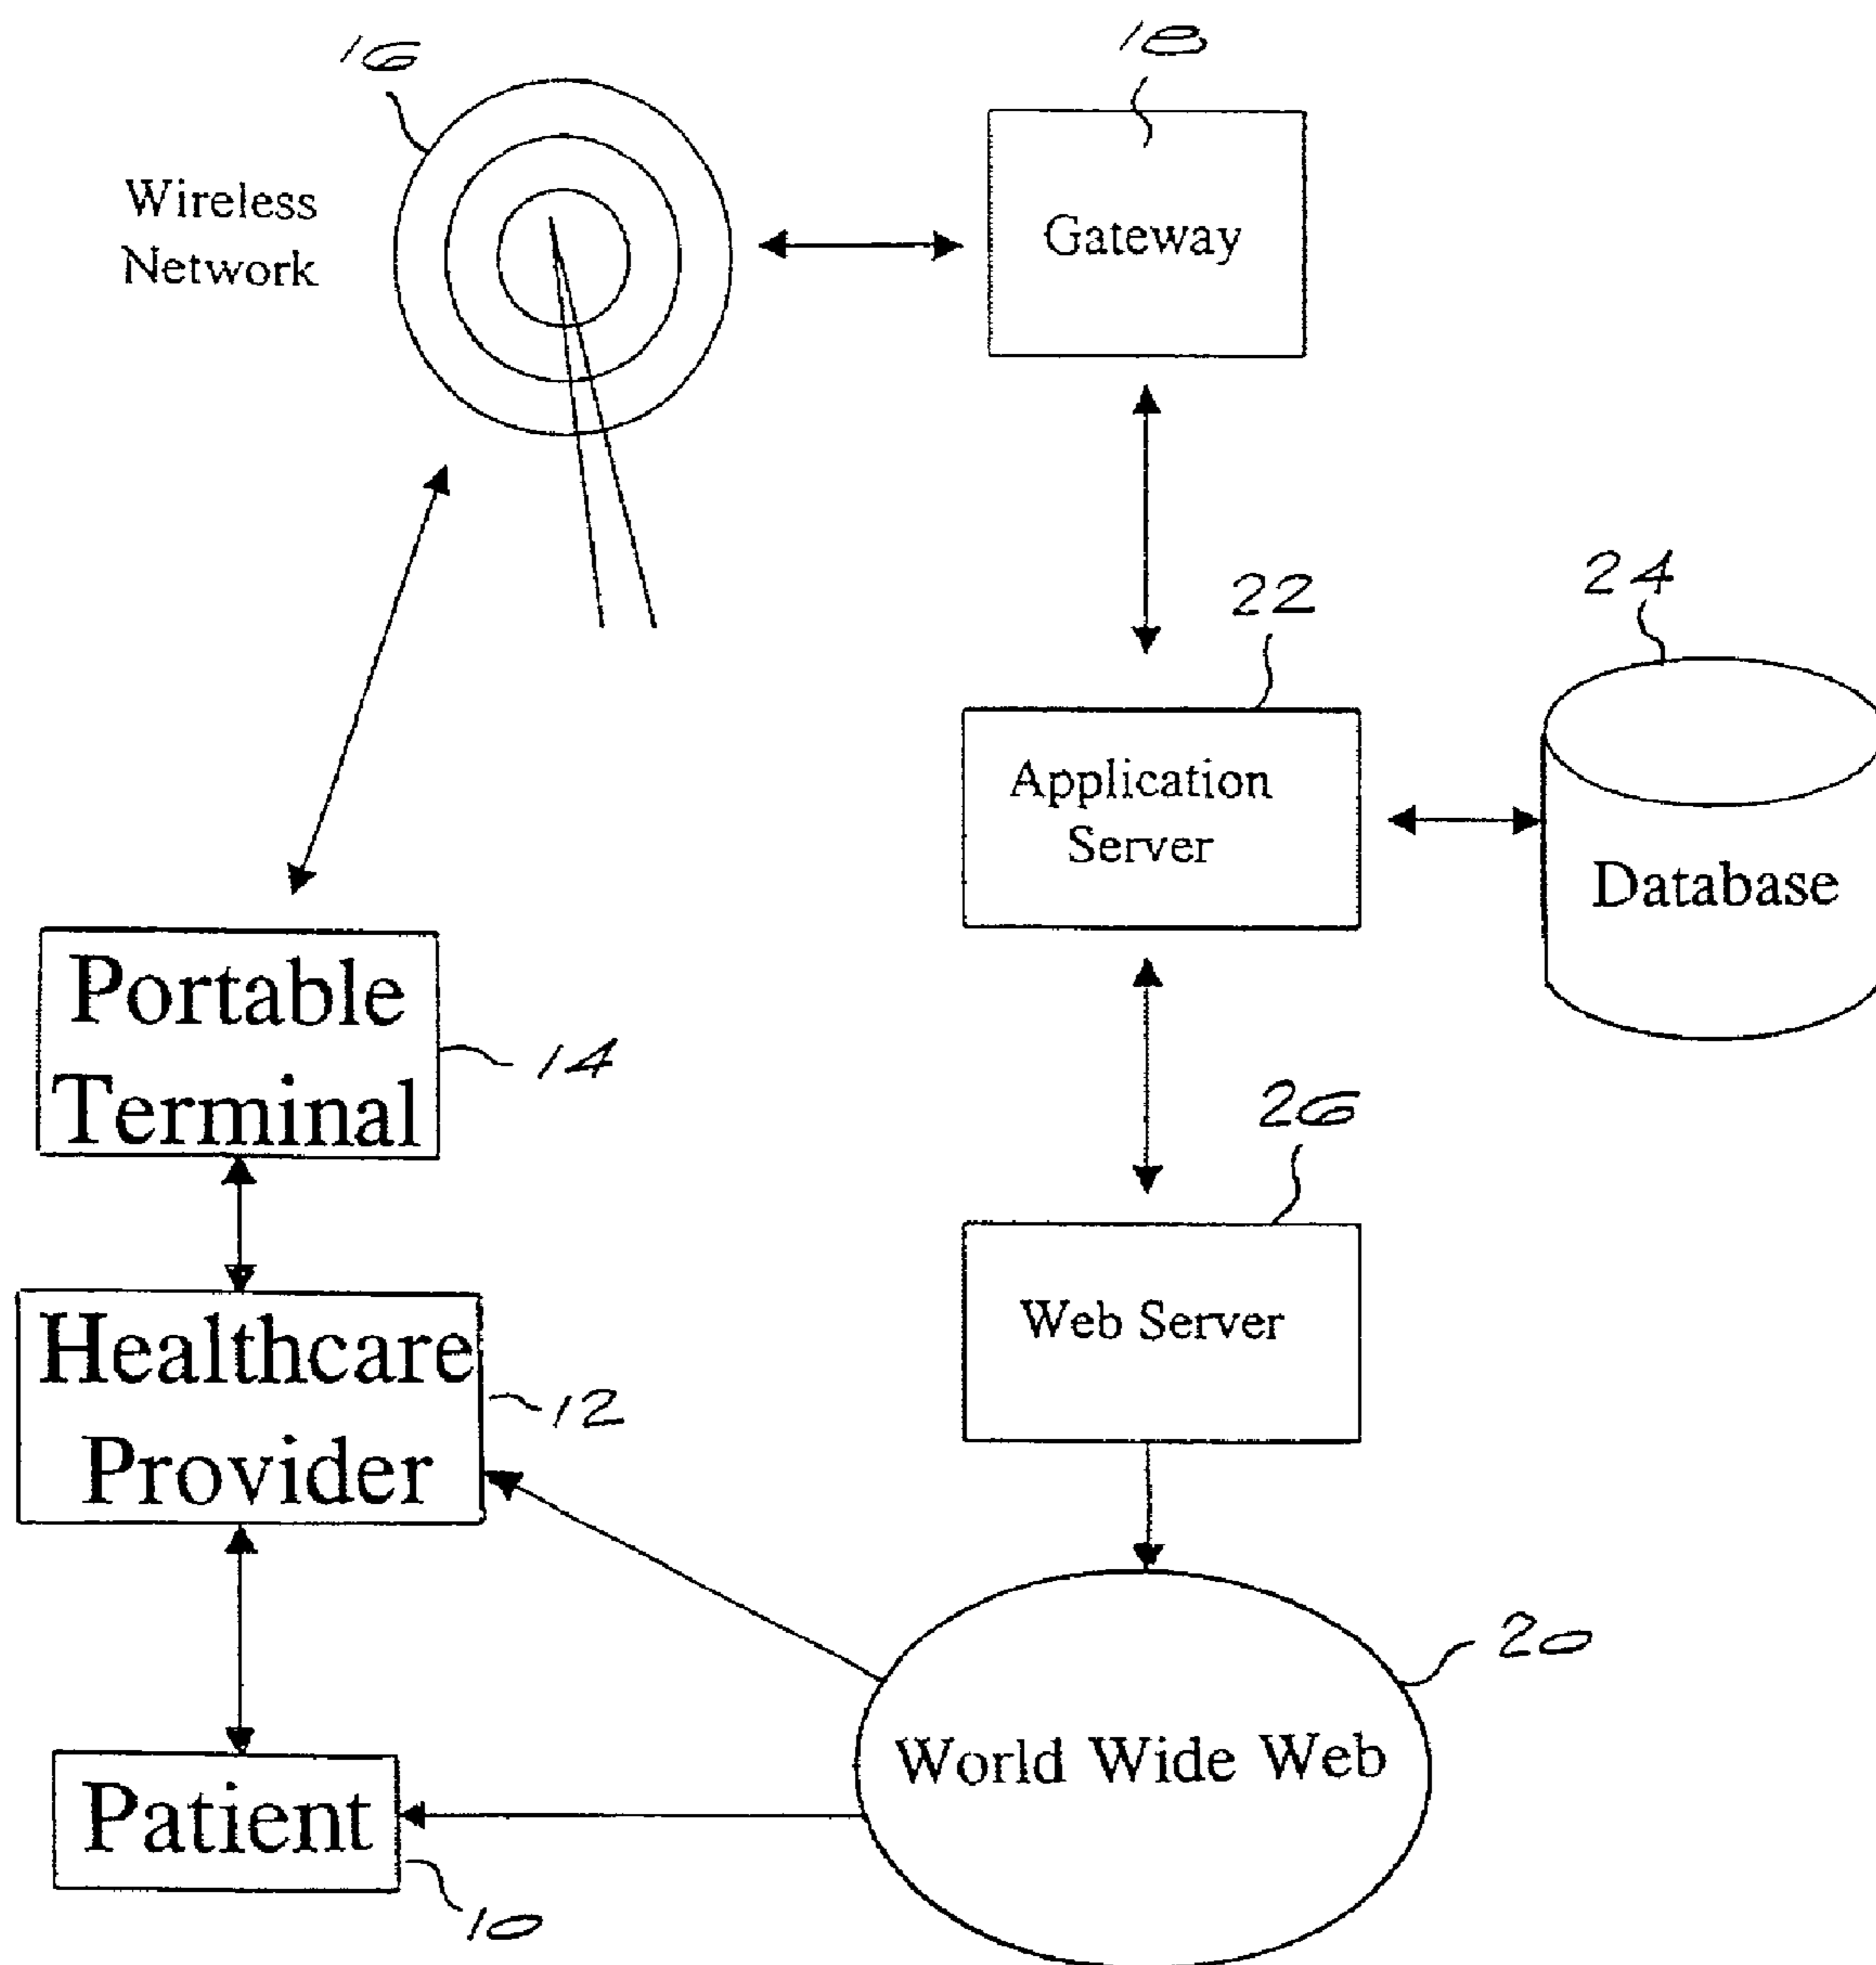 16
18
Wireless
Network
Gateway
22
24
Application
Server
Database
Portable
Terminal
14
26
Healthcare
Provider
12
Web Server
20
World Wide Web
Patient
10